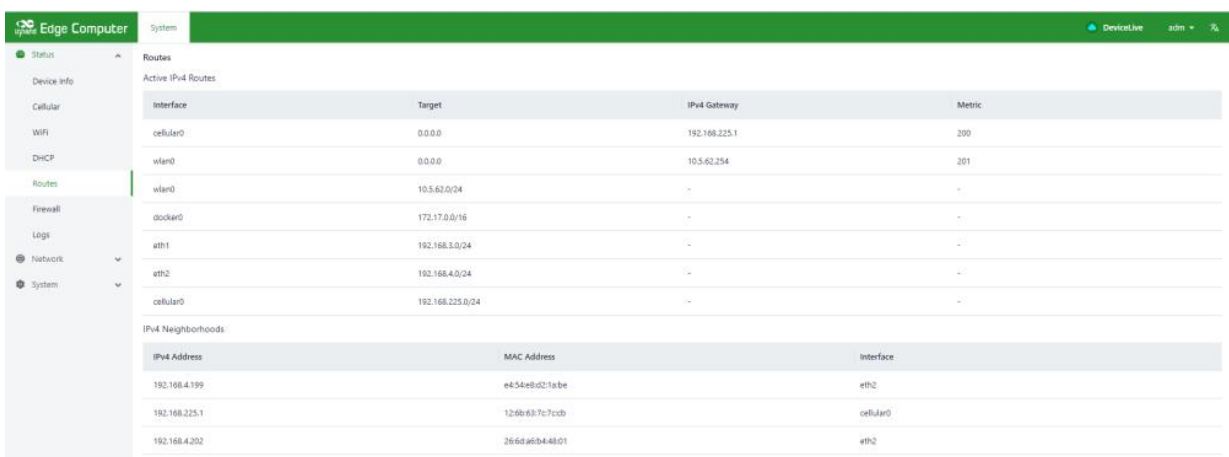 Edge Computer System DeviceLive adm
Status Routes
Device Info Active IPv4 Routes
Interface Target IPv4 Gateway Metric
Cellular
cellular0 0.0.0.0 192.168.225.1 200
WiFi
DHCP wlan0 0.0.0.0 10.5.62.254 201
Routes wlan0 10.5.62.0/24 - -
Firewall docker0 172.17.0.0/16 - -
Logs
eth1 192.168.3.0/24 - -
Network
eth2 192.168.4.0/24 - -
System
cellular0 192.168.225.0/24 - -
IPv4 Neighborhoods
IPv4 Address MAC Address Interface
192.168.4.199 e4:54:e8:d2:1a:be eth2
192.168.225.1 12:6b:63:7c:7c:db cellular0
192.168.4.202 26:6d:a6:b4:48:01 eth2